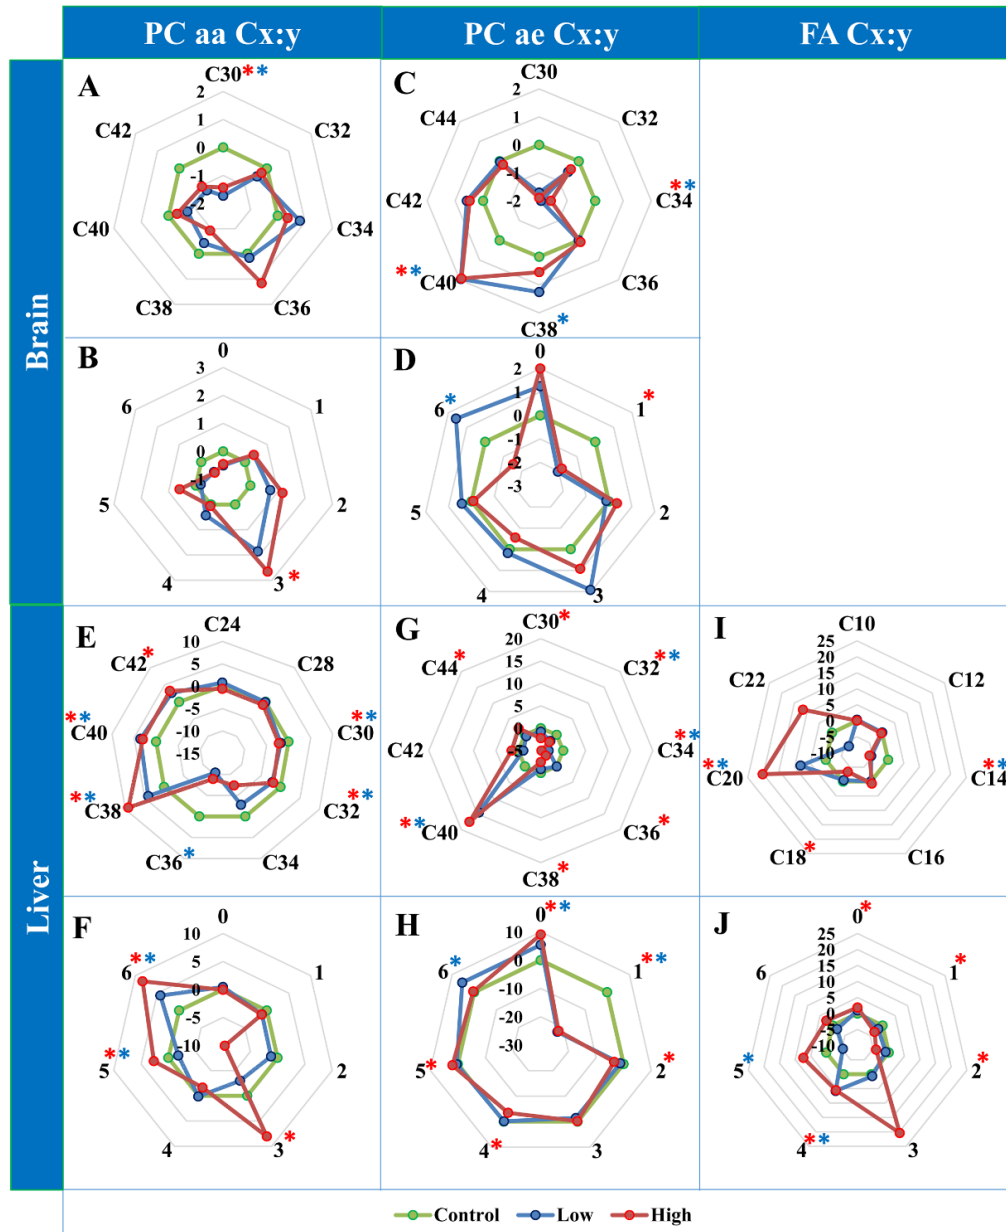 PC aa Cx:y PC ae Cx:y FA Cx:y
Brain
Liver
A
C30**
C32
C34
C36
C38
C40
C42
2
1
0
-1
-2
C
C30
C32
C34**
C36
C38*
C40**
C42
C44
2
1
0
-1
-2
B
0
1
2
3*
4
5
6
3
2
1
0
-1
D
0
1*
2
3
4
5
6*
2
1
0
-1
-2
-3
E
C24
C28
C30**
C32**
C34
C36*
C38**
C40**
C42*
10
5
0
-5
-10
-15
G
C30*
C32**
C34**
C36*
C38*
C40**
C42
C44*
20
15
10
5
0
-5
I
C10
C12
C14**
C16
C18*
C20**
C22
25
20
15
10
5
0
-5
-10
F
0
1
2
3*
4
5**
6**
10
5
0
-5
-10
H
0**
1**
2*
3
4*
5*
6*
10
0
-10
-20
-30
J
0*
1*
2*
3
4**
5*
6
25
20
15
10
5
0
-5
-10
Control Low High